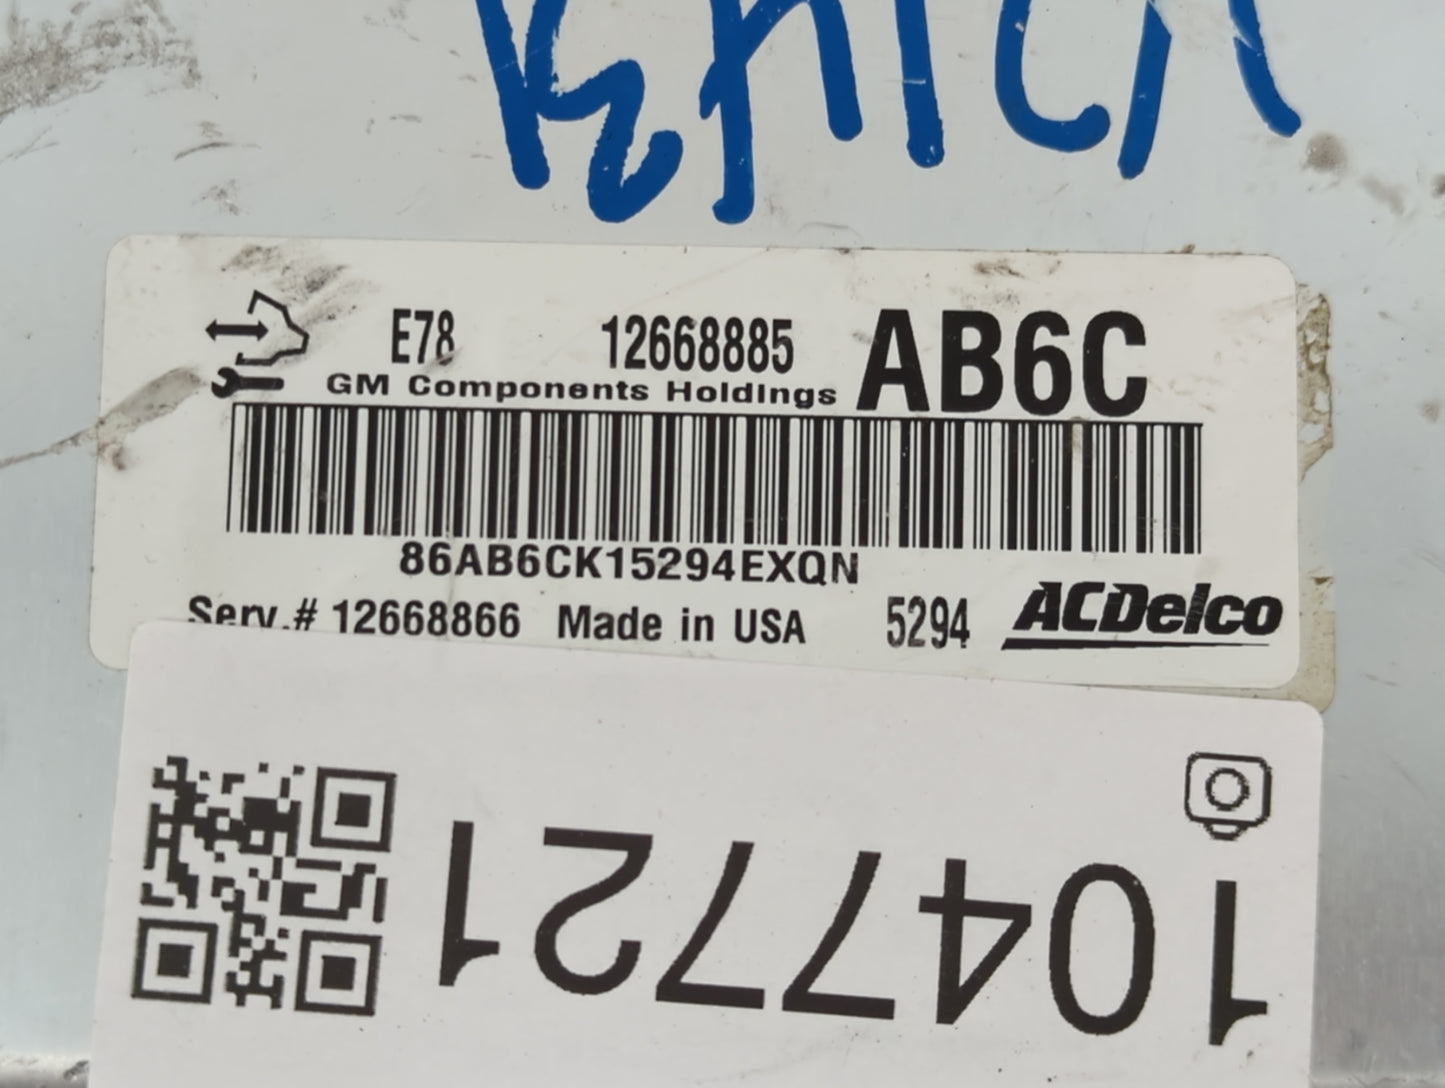 E78 12668885 AB6C
GM Components Holdings
86AB6CK15294EXQN
Serv.# 12668866 Made in USA 5294 ACDelco
1047721